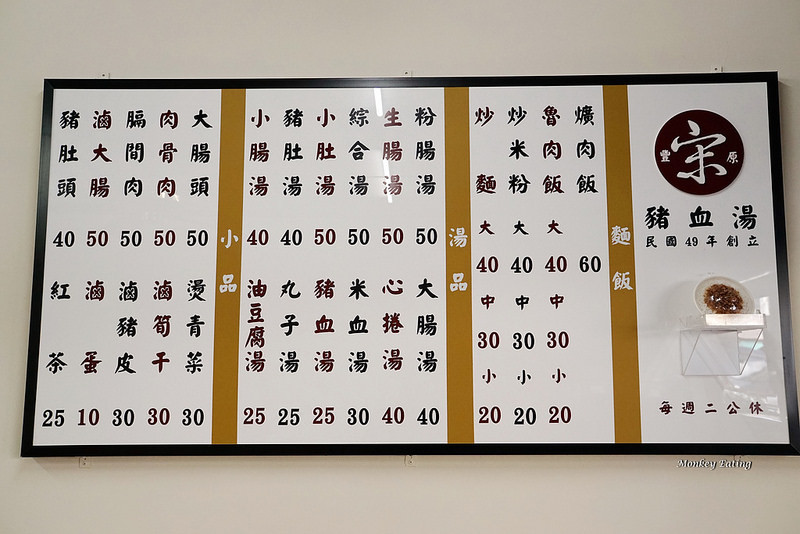 宋
豐原
豬血湯
民國49年創立
每週二公休
麵飯
爌肉飯 60
魯肉飯 大 40 中 30 小 20
炒米粉 大 40 中 30 小 20
炒麵 大 40 中 30 小 20
湯品
粉腸湯 50
生腸湯 50
綜合湯 50
小肚湯 50
豬肚湯 40
小腸湯 40
大腸湯 40
心捲湯 40
米血湯 30
豬血湯 25
丸子湯 25
油豆腐湯 25
小品
大腸頭 50
肉骨肉 50
膈間肉 50
滷大腸 50
豬肚頭 40
燙青菜 30
滷筍干 30
滷豬皮 30
滷蛋 10
紅茶 25
Monkey Eating